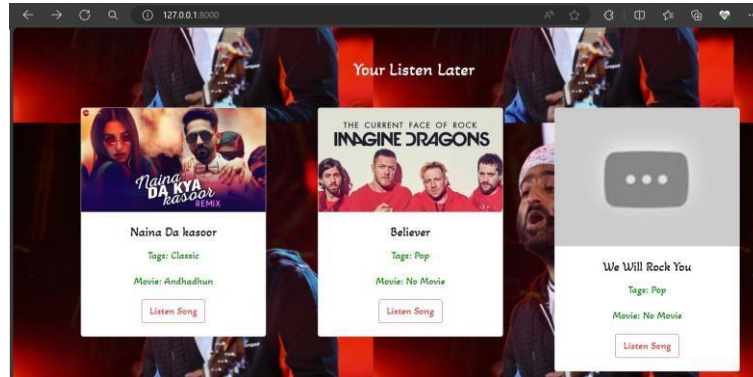 127.0.0.1:8000
Your Listen Later
Naina
DA KYA
kasoor
REMIX
Naina Da kasoor
Tags: Classic
Movie: Andhadhun
Listen Song
THE CURRENT FACE OF ROCK
IMAGINE DRAGONS
Believer
Tags: Pop
Movie: No Movie
Listen Song
We Will Rock You
Tags: Pop
Movie: No Movie
Listen Song